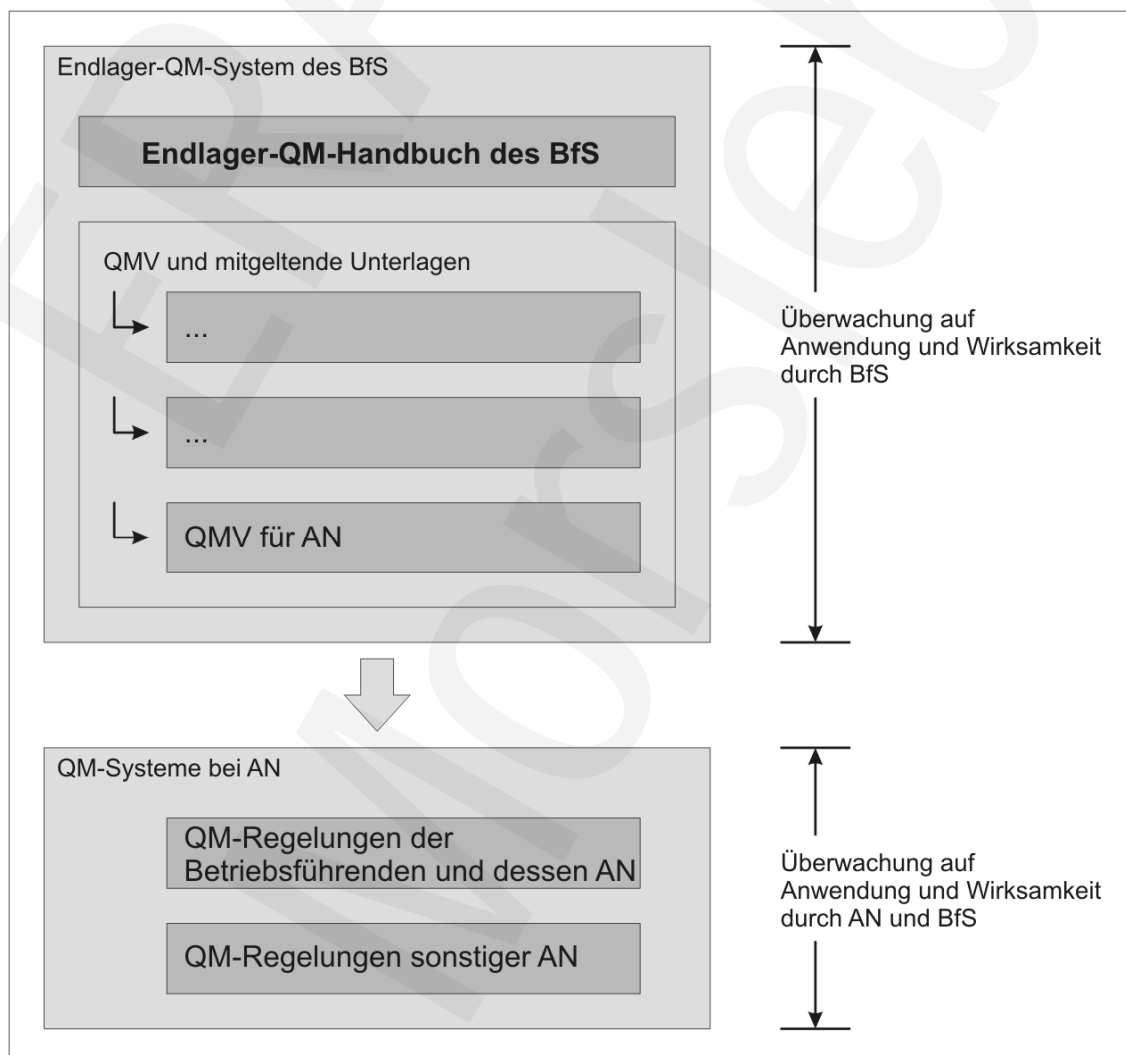 Endlager-QM-System des BfS
Endlager-QM-Handbuch des BfS
QMV und mitgeltende Unterlagen
...
...
QMV für AN
Überwachung auf
Anwendung und Wirksamkeit
durch BfS
QM-Systeme bei AN
QM-Regelungen der
Betriebsführenden und dessen AN
QM-Regelungen sonstiger AN
Überwachung auf
Anwendung und Wirksamkeit
durch AN und BfS